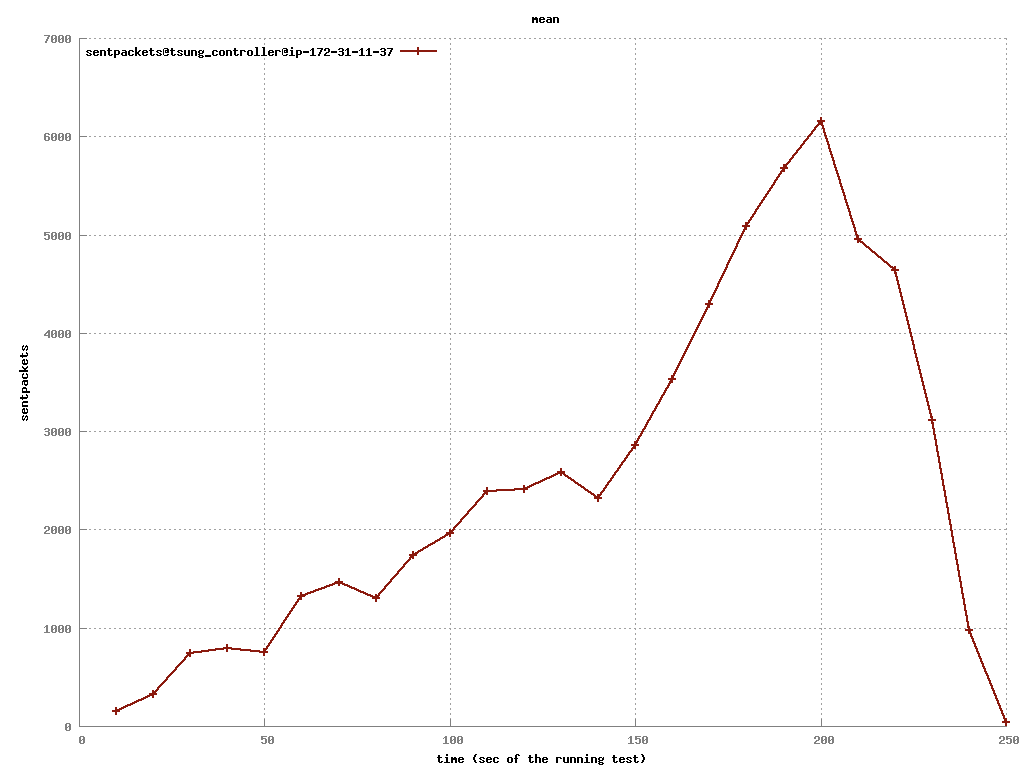 mean
sentpackets@tsung_controller@ip-172-31-11-37
7000
6000
5000
4000
3000
2000
1000
0
sentpackets
0 50 100 150 200 250
time (sec of the running test)